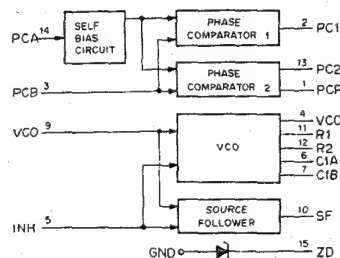 SELF
BIAS
CIRCUIT
PHASE
COMPARATOR 1
2 PC1
PCA 14
13 PC2
PCB 3
PHASE
COMPARATOR 2
1 PCP
VCO 9
VCO
4 VCO
11 R1
12 R2
6 C1A
7 C1B
INH 5
SOURCE
FOLLOWER
10 SF
GND
15 ZD